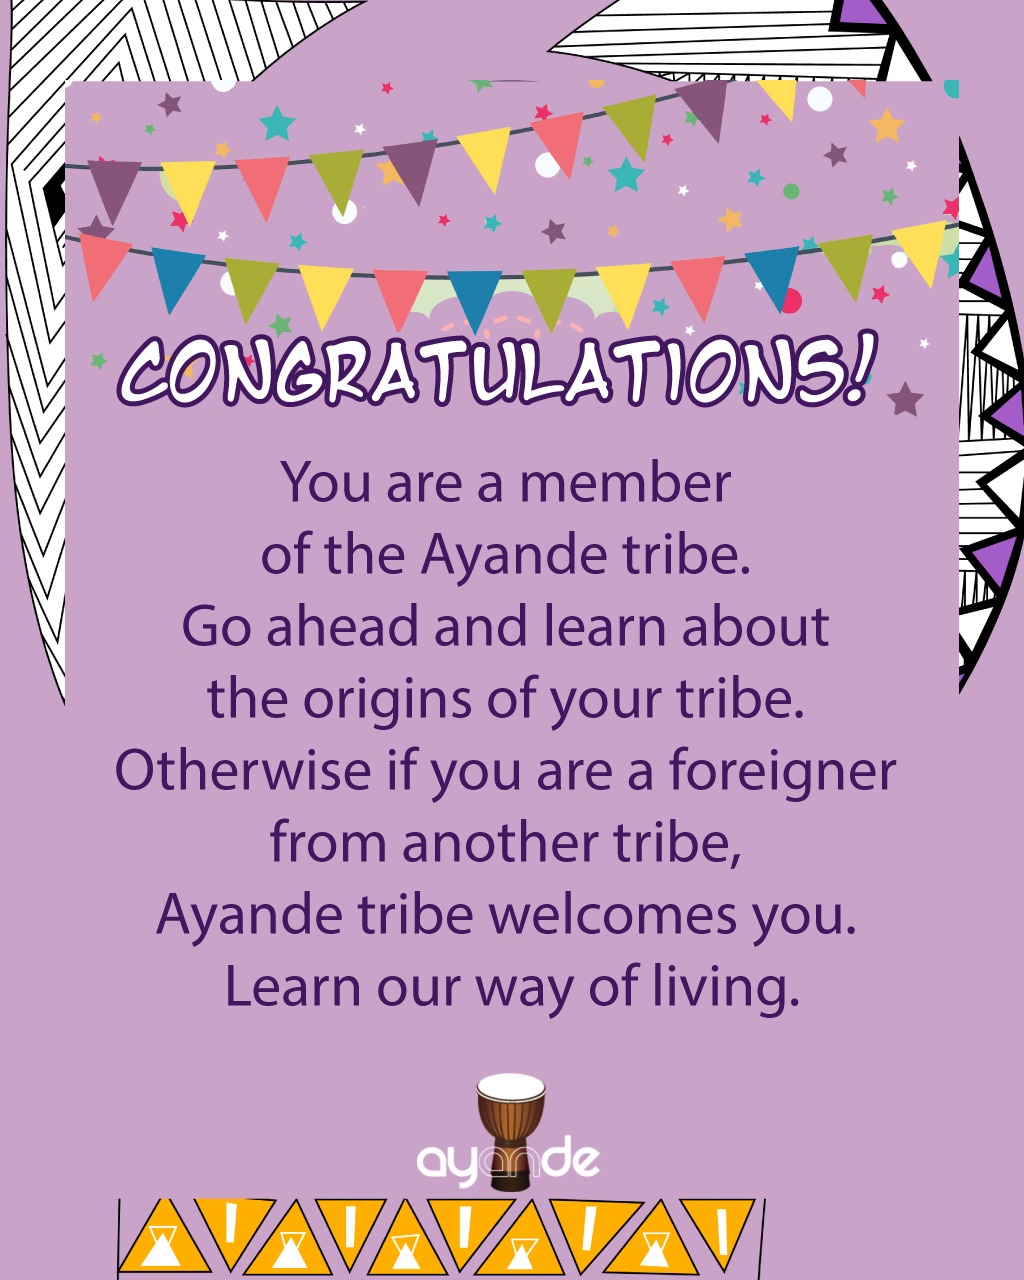 CONGRATULATIONS!
You are a member
of the Ayande tribe.
Go ahead and learn about
the origins of your tribe.
Otherwise if you are a foreigner
from another tribe,
Ayande tribe welcomes you.
Learn our way of living.
ayande